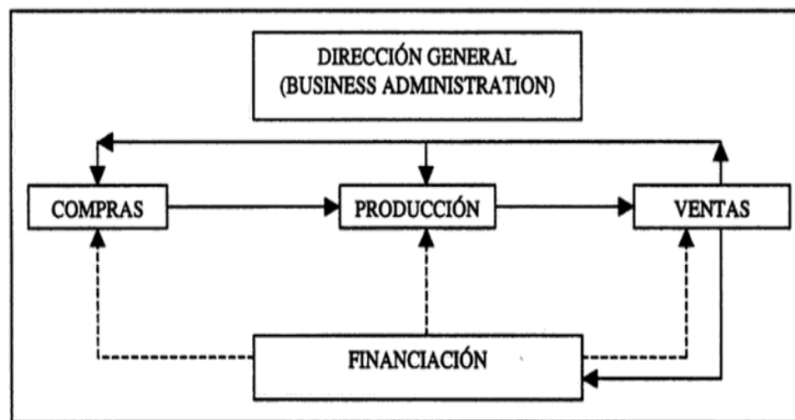 DIRECCIÓN GENERAL
(BUSINESS ADMINISTRATION)
COMPRAS
PRODUCCIÓN
VENTAS
FINANCIACIÓN